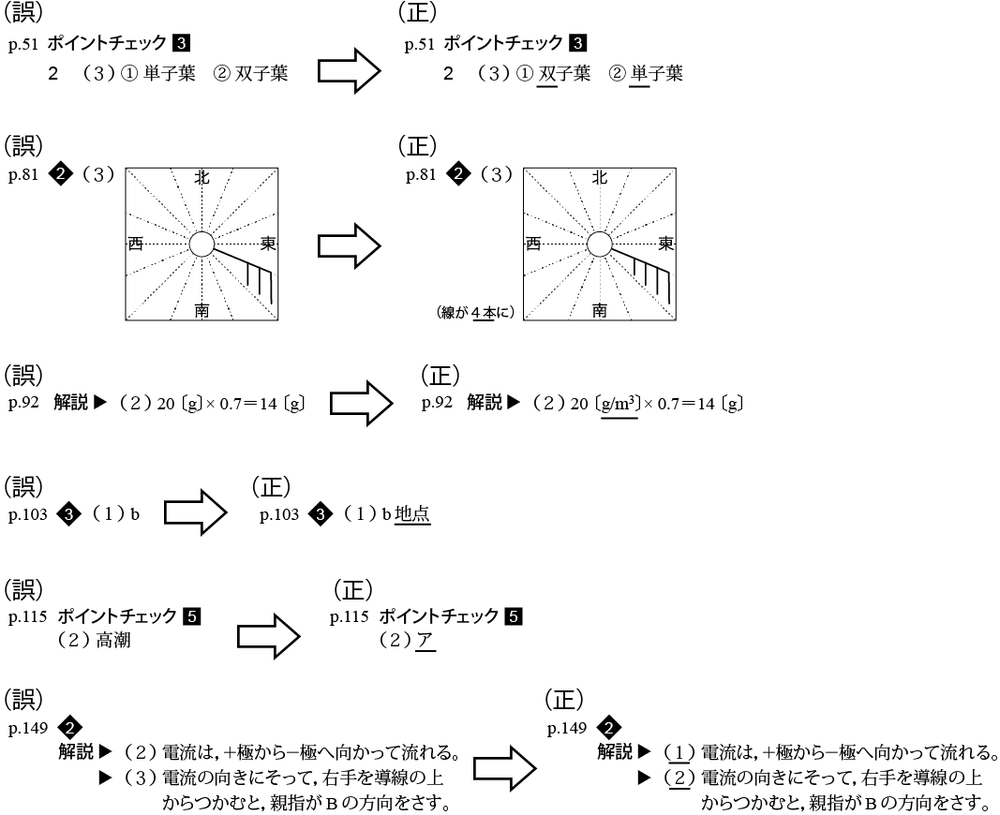 （誤）
p.51 ポイントチェック 3
2 （３）① 単子葉 ② 双子葉
（正）
p.51 ポイントチェック 3
2 （３）① 双子葉 ② 単子葉
（誤）
p.81 2 （３）
北
西
東
南
（正）
p.81 2 （３）
北
西
東
南
（線が４本に）
（誤）
p.92 解説▶（２）20〔g〕× 0.7＝14〔g〕
（正）
p.92 解説▶（２）20〔g/m³〕× 0.7＝14〔g〕
（誤）
p.103 3 （１）b
（正）
p.103 3 （１）b 地点
（誤）
p.115 ポイントチェック 5
（２）高潮
（正）
p.115 ポイントチェック 5
（２）ア
（誤）
p.149 2
解説▶（２）電流は，+極から−極へ向かって流れる。
▶（３）電流の向きにそって，右手を導線の上
からつかむと，親指が B の方向をさす。
（正）
p.149 2
解説▶（１）電流は，+極から−極へ向かって流れる。
▶（２）電流の向きにそって，右手を導線の上
からつかむと，親指が B の方向をさす。